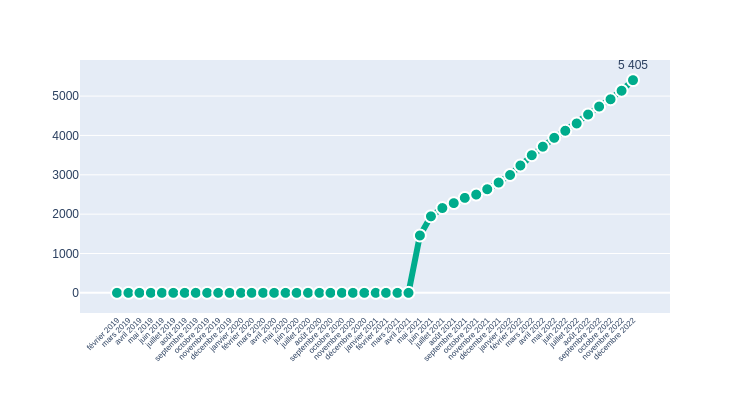 5 405
5000
4000
3000
2000
1000
0
février 2019
mars 2019
avril 2019
mai 2019
juin 2019
juillet 2019
août 2019
septembre 2019
octobre 2019
novembre 2019
décembre 2019
janvier 2020
février 2020
mars 2020
avril 2020
mai 2020
juin 2020
juillet 2020
août 2020
septembre 2020
octobre 2020
novembre 2020
décembre 2020
janvier 2021
février 2021
mars 2021
avril 2021
mai 2021
juin 2021
juillet 2021
août 2021
septembre 2021
octobre 2021
novembre 2021
décembre 2021
janvier 2022
février 2022
mars 2022
avril 2022
mai 2022
juin 2022
juillet 2022
août 2022
septembre 2022
octobre 2022
novembre 2022
décembre 2022